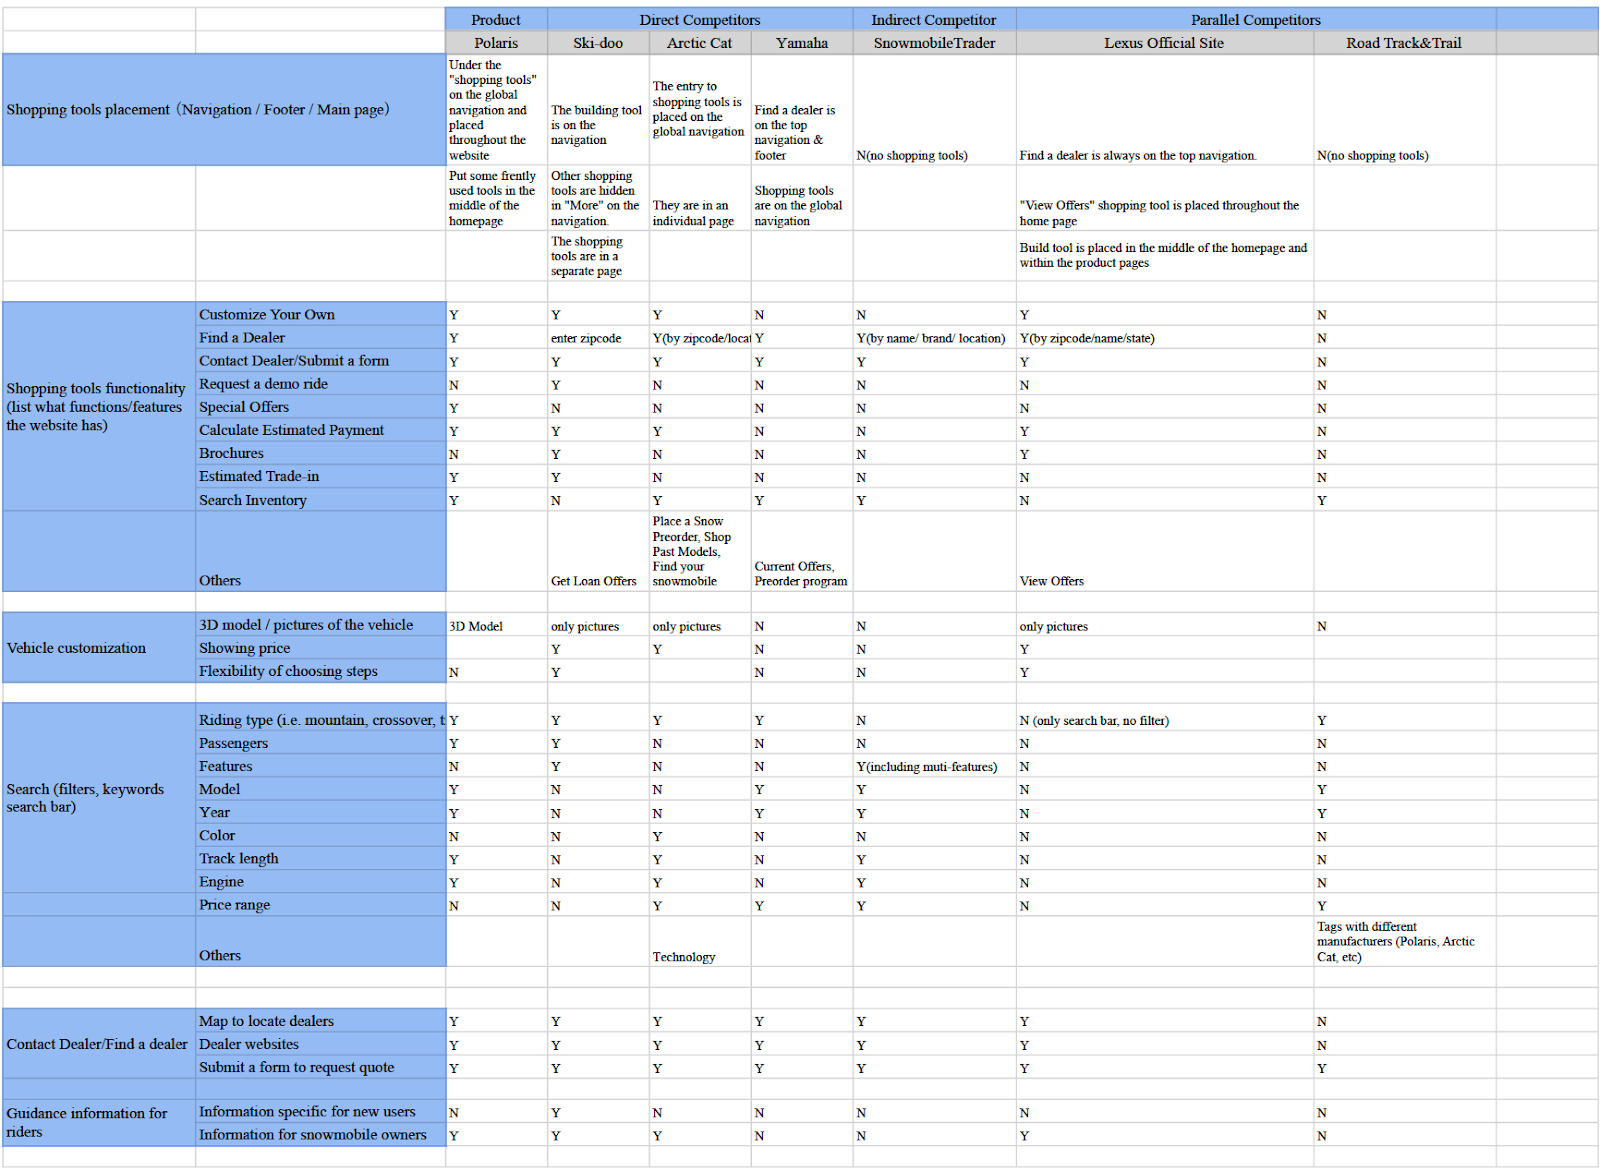 Product Direct Competitors Indirect Competitor Parallel Competitors
Polaris Ski-doo Arctic Cat Yamaha SnowmobileTrader Lexus Official Site Road Track&Trail
Shopping tools placement (Navigation / Footer / Main page)
Under the
"shopping tools"
on the global
navigation and
placed
throughout the
website
The building tool
is on the
navigation
The entry to
shopping tools is
placed on the
global navigation
Find a dealer is
on the top
navigation &
footer
N(no shopping tools)
Find a dealer is always on the top navigation.
N(no shopping tools)
Put some frently
used tools in the
middle of the
homepage
Other shopping
tools are hidden
in "More" on the
navigation.
They are in an
individual page
Shopping tools
are on the global
navigation
"View Offers" shopping tool is placed throughout the
home page
The shopping
tools are in a
separate page
Build tool is placed in the middle of the homepage and
within the product pages
Shopping tools functionality
(list what functions/features
the website has)
Customize Your Own Y Y Y N N Y N
Find a Dealer Y enter zipcode Y(by zipcode/locat Y Y(by name/ brand/ location) Y(by zipcode/name/state) N
Contact Dealer/Submit a form Y Y Y Y Y Y N
Request a demo ride N Y N N N N N
Special Offers Y N N N N N N
Calculate Estimated Payment Y Y Y N N Y N
Brochures N Y N N N Y N
Estimated Trade-in Y Y N N N N N
Search Inventory Y N Y Y Y N Y
Others
Get Loan Offers
Place a Snow
Preorder, Shop
Past Models,
Find your
snowmobile
Current Offers,
Preorder program
View Offers
Vehicle customization
3D model / pictures of the vehicle 3D Model only pictures only pictures N N only pictures N
Showing price Y Y N N Y
Flexibility of choosing steps N Y N N Y
Search (filters, keywords
search bar)
Riding type (i.e. mountain, crossover, t Y Y Y Y N N (only search bar, no filter) Y
Passengers Y Y N N N N N
Features N Y N N Y(including muti-features) N N
Model Y N N Y Y N Y
Year Y N N Y Y N Y
Color N N Y N N N N
Track length Y N Y N Y N N
Engine Y N Y N Y N N
Price range N N Y Y Y N Y
Others
Technology
Tags with different
manufacturers (Polaris, Arctic
Cat, etc)
Contact Dealer/Find a dealer
Map to locate dealers Y Y Y Y Y Y N
Dealer websites Y Y Y Y Y Y N
Submit a form to request quote Y Y Y Y Y Y Y
Guidance information for
riders
Information specific for new users N Y N N N N N
Information for snowmobile owners Y Y Y N N Y N